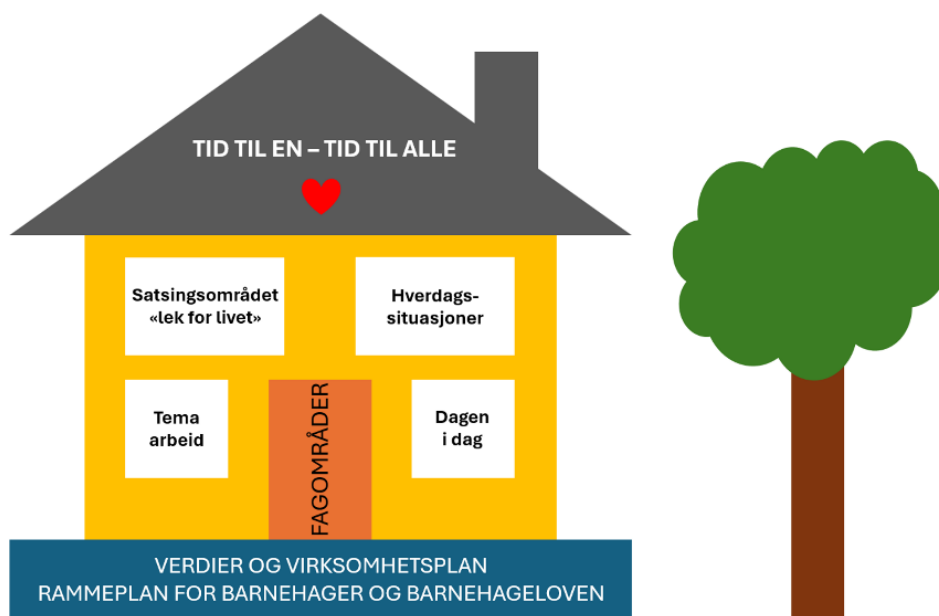 TID TIL EN – TID TIL ALLE
Satsingsområdet
«lek for livet»
Hverdags-
situasjoner
Tema
arbeid
FAGOMRÅDER
Dagen
i dag
VERDIER OG VIRKSOMHETSPLAN
RAMMEPLAN FOR BARNEHAGER OG BARNEHAGELOVEN